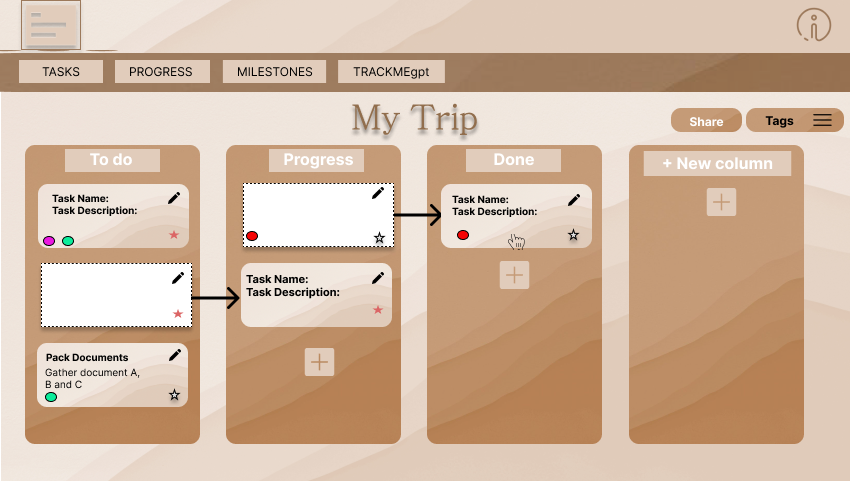 TASKS
PROGRESS
MILESTONES
TRACKMEgpt
My Trip
Share
Tags
To do
Progress
Done
+ New column
Task Name:
Task Description:
Pack Documents
Gather document A,
B and C
Task Name:
Task Description:
Task Name:
Task Description: